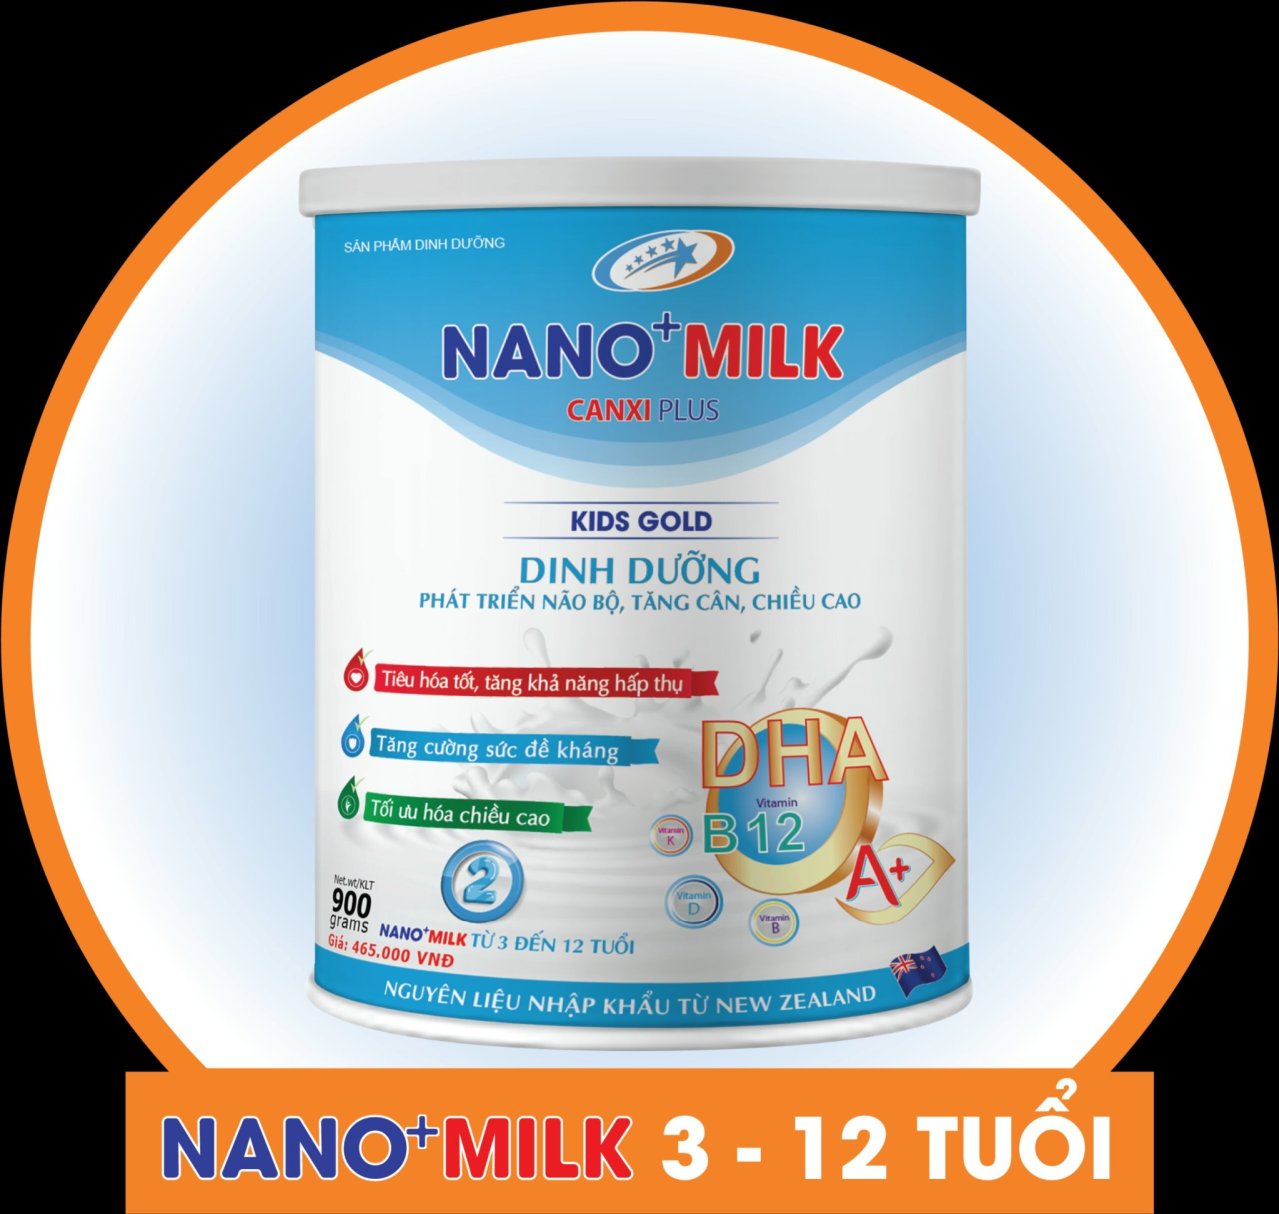 SẢN PHẨM DINH DƯỠNG
NANO+MILK
CANXI PLUS
KIDS GOLD
DINH DƯỠNG
PHÁT TRIỂN NÃO BỘ, TĂNG CÂN, CHIỀU CAO
Tiêu hóa tốt, tăng khả năng hấp thụ
Tăng cường sức đề kháng
Tối ưu hóa chiều cao
DHA
Vitamin
B12
Vitamin
K
A+
Vitamin
D
Vitamin
B
2
Net.wt/KLT
900
grams
Giá: 465.000 VNĐ
NANO+MILK TỪ 3 ĐẾN 12 TUỔI
NGUYÊN LIỆU NHẬP KHẨU TỪ NEW ZEALAND
NANO+MILK 3 - 12 TUỔI